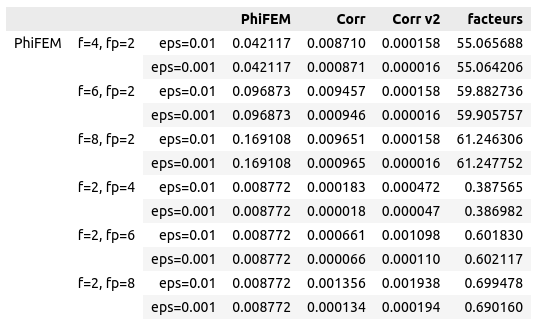 PhiFEM Corr Corr v2 facteurs
PhiFEM f=4, fp=2 eps=0.01 0.042117 0.008710 0.000158 55.065688
eps=0.001 0.042117 0.000871 0.000016 55.064206
f=6, fp=2 eps=0.01 0.096873 0.009457 0.000158 59.882736
eps=0.001 0.096873 0.000946 0.000016 59.905757
f=8, fp=2 eps=0.01 0.169108 0.009651 0.000158 61.246306
eps=0.001 0.169108 0.000965 0.000016 61.247752
f=2, fp=4 eps=0.01 0.008772 0.000183 0.000472 0.387565
eps=0.001 0.008772 0.000018 0.000047 0.386982
f=2, fp=6 eps=0.01 0.008772 0.000661 0.001098 0.601830
eps=0.001 0.008772 0.000066 0.000110 0.602117
f=2, fp=8 eps=0.01 0.008772 0.001356 0.001938 0.699478
eps=0.001 0.008772 0.000134 0.000194 0.690160